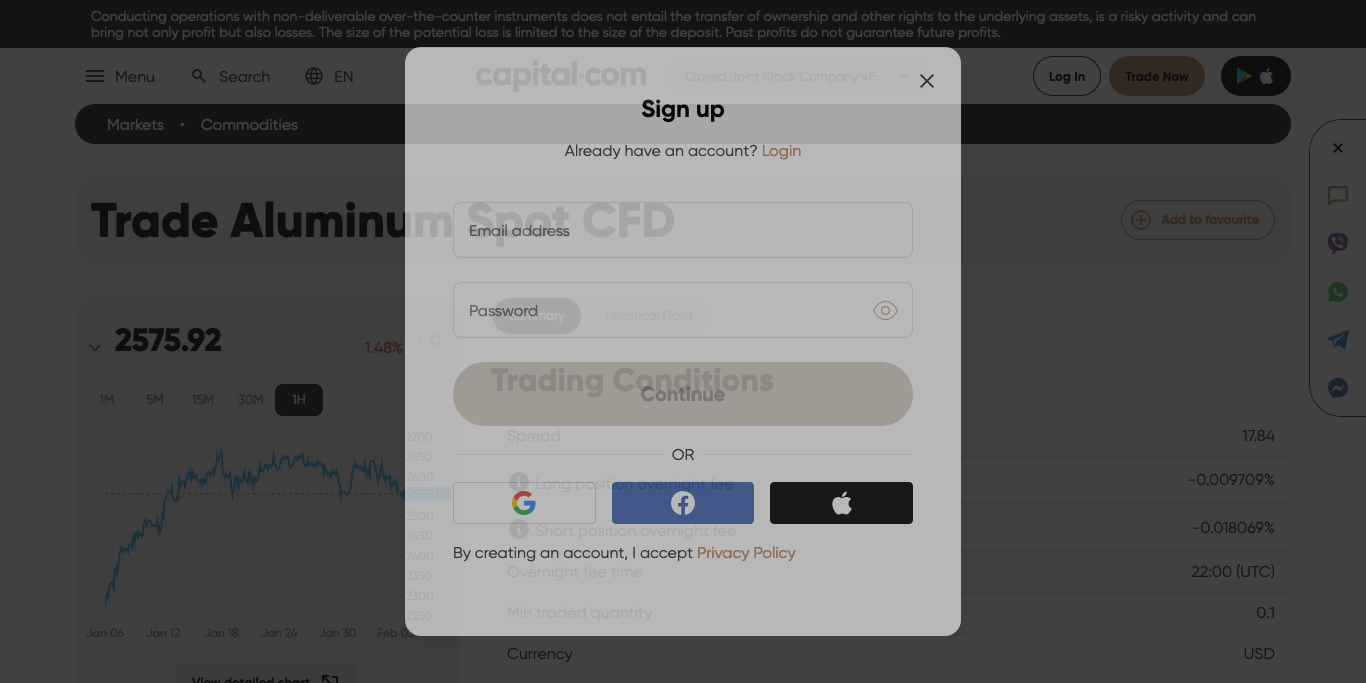 Conducting operations with non-deliverable over-the-counter instruments does not entail the transfer of ownership and other rights to the underlying assets, is a risky activity and can
bring not only profit but also losses. The size of the potential loss is limited to the size of the deposit. Past profits do not guarantee future profits.
Menu Search EN capital.com Closed Joint Stock Company eF... Log In Trade Now
Markets • Commodities
Sign up
Already have an account? Login
Trade Aluminum Spot CFD
Add to favourite
Email address
Password
Summary Historical Data
2575.92
1.48%
1M 5M 15M 30M 1H
Trading Conditions
Continue
Spread 17.84
OR
Long position overnight fee -0.009709%
Short position overnight fee -0.018069%
By creating an account, I accept Privacy Policy
Overnight fee time 22:00 (UTC)
Min traded quantity 0.1
Currency USD
2700
2650
2600
2500
2450
2400
2350
2300
2250
Jan 06 Jan 12 Jan 18 Jan 24 Jan 30 Feb
View detailed chart